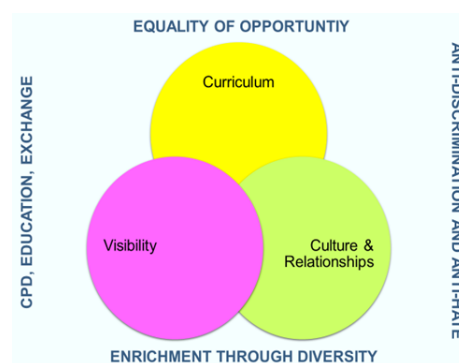 EQUALITY OF OPPORTUNTIY
CPD, EDUCATION, EXCHANGE
Curriculum
Visibility
Culture &
Relationships
ANTI-DISCRIMINATION AND ANTI-HATE
ENRICHMENT THROUGH DIVERSITY